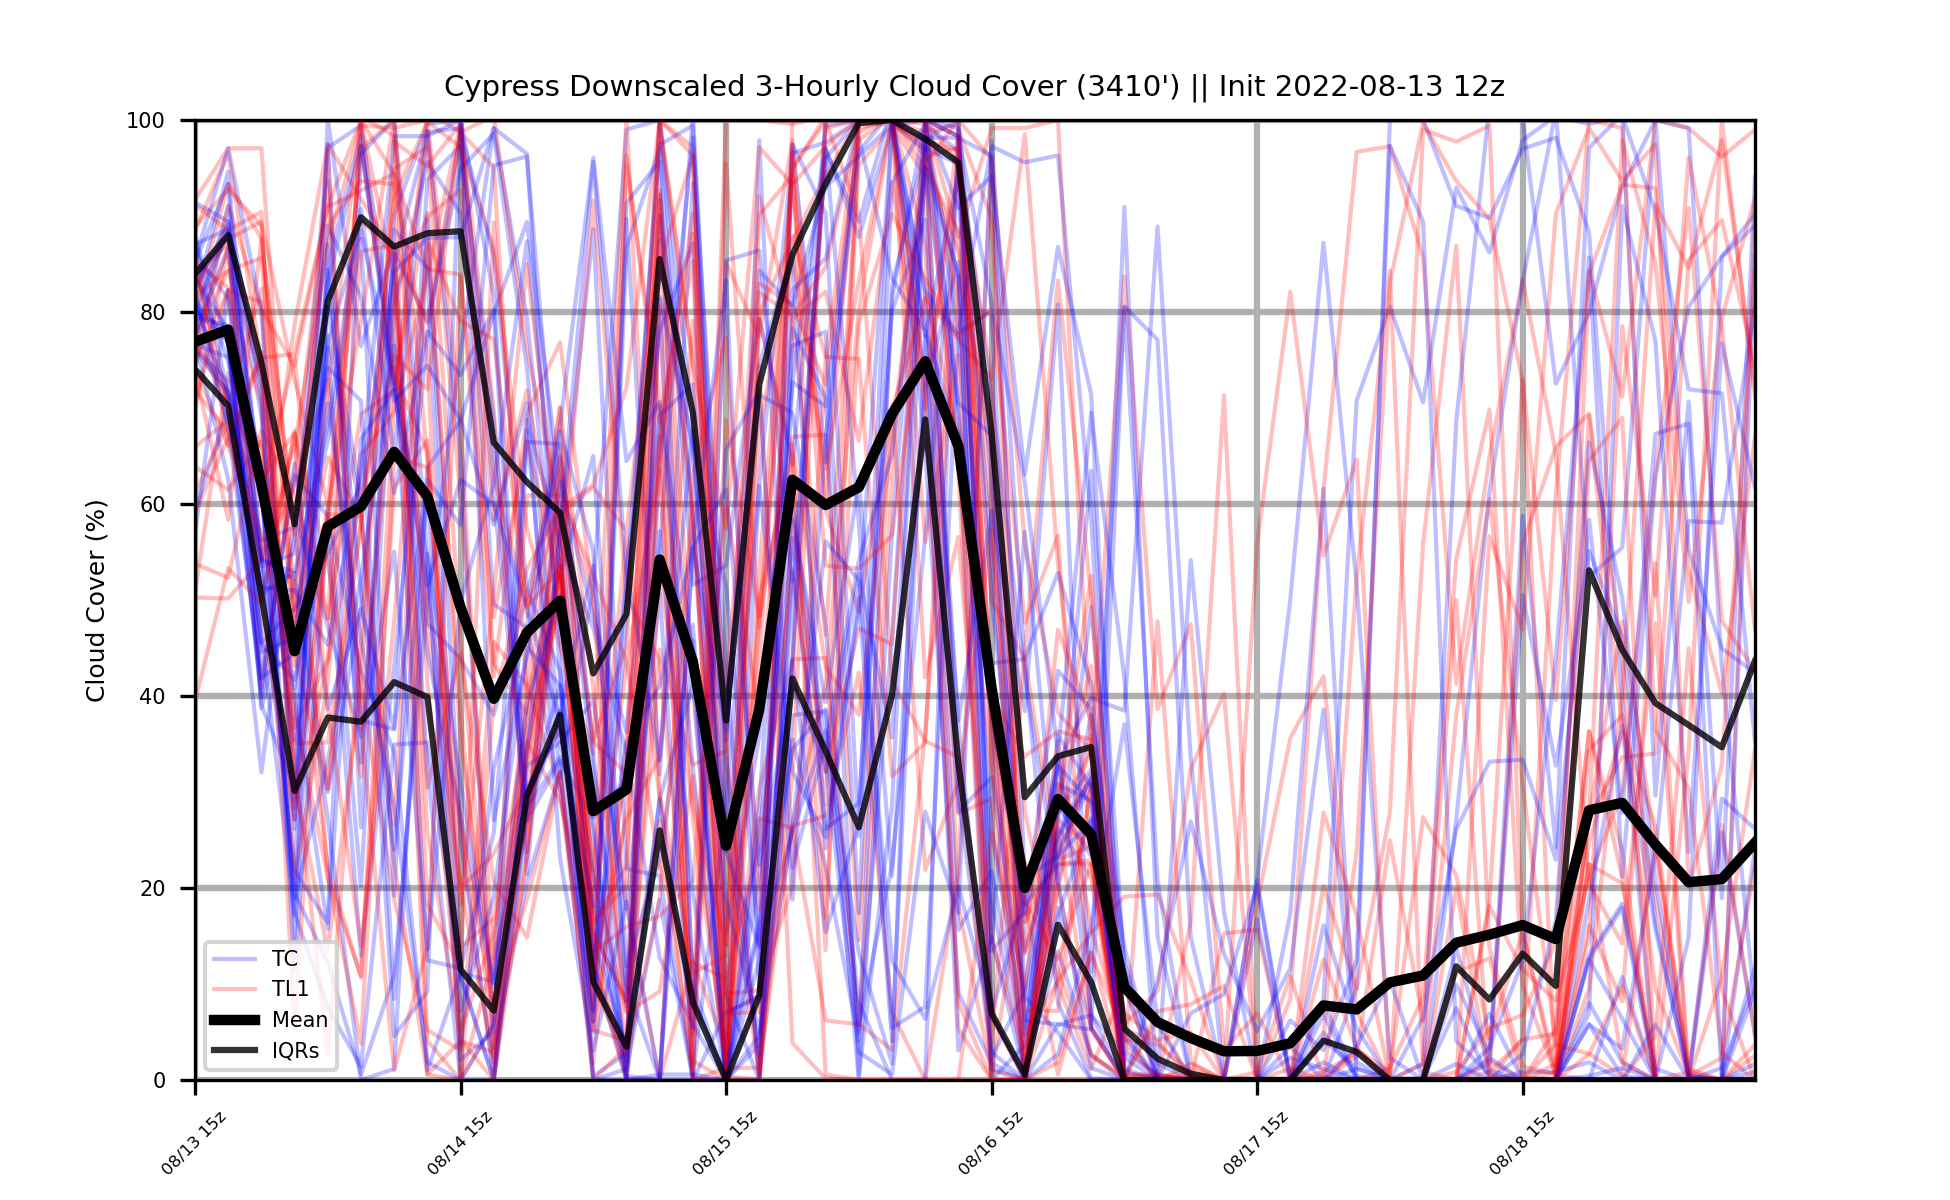 Cypress Downscaled 3-Hourly Cloud Cover (3410') || Init 2022-08-13 12z
Cloud Cover (%)
100
80
60
40
20
0
TC
TL1
Mean
IQRs
08/13 15z
08/14 15z
08/15 15z
08/16 15z
08/17 15z
08/18 15z